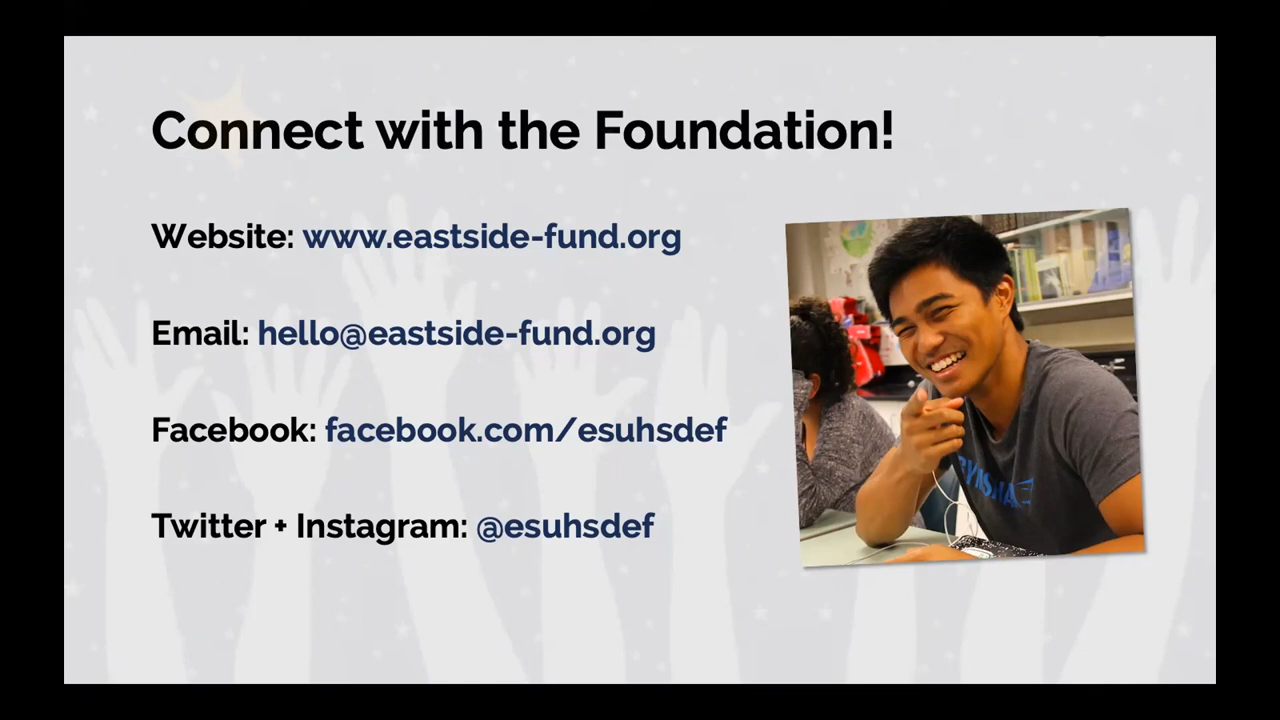 Connect with the Foundation!
Website: www.eastside-fund.org
Email: hello@eastside-fund.org
Facebook: facebook.com/esuhsdef
Twitter + Instagram: @esuhsdef